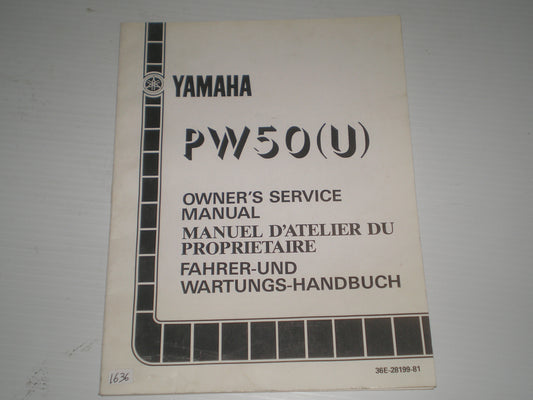 YAMAHA
PW50(U)
OWNER'S SERVICE
MANUAL
MANUEL D'ATELIER DU
PROPRIETAIRE
FAHRER-UND
WARTUNGS-HANDBUCH
36E-28199-81
1636